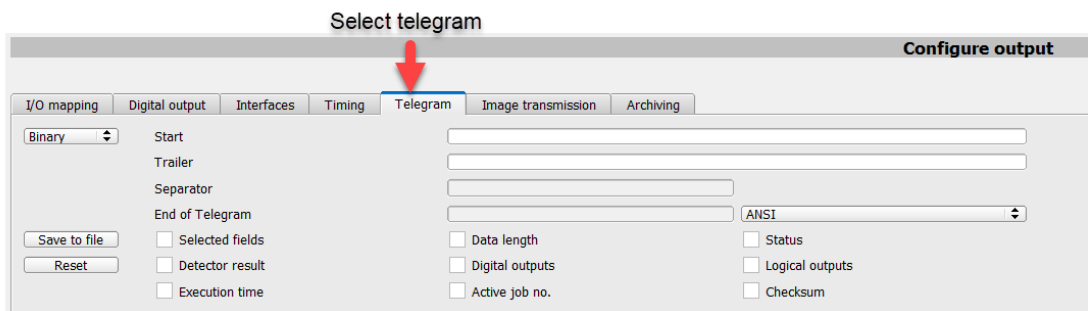 Select telegram
Configure output
I/O mapping Digital output Interfaces Timing Telegram Image transmission Archiving
Binary Start
Trailer
Separator
End of Telegram ANSI
Save to file Selected fields Data length Status
Reset Detector result Digital outputs Logical outputs
Execution time Active job no. Checksum